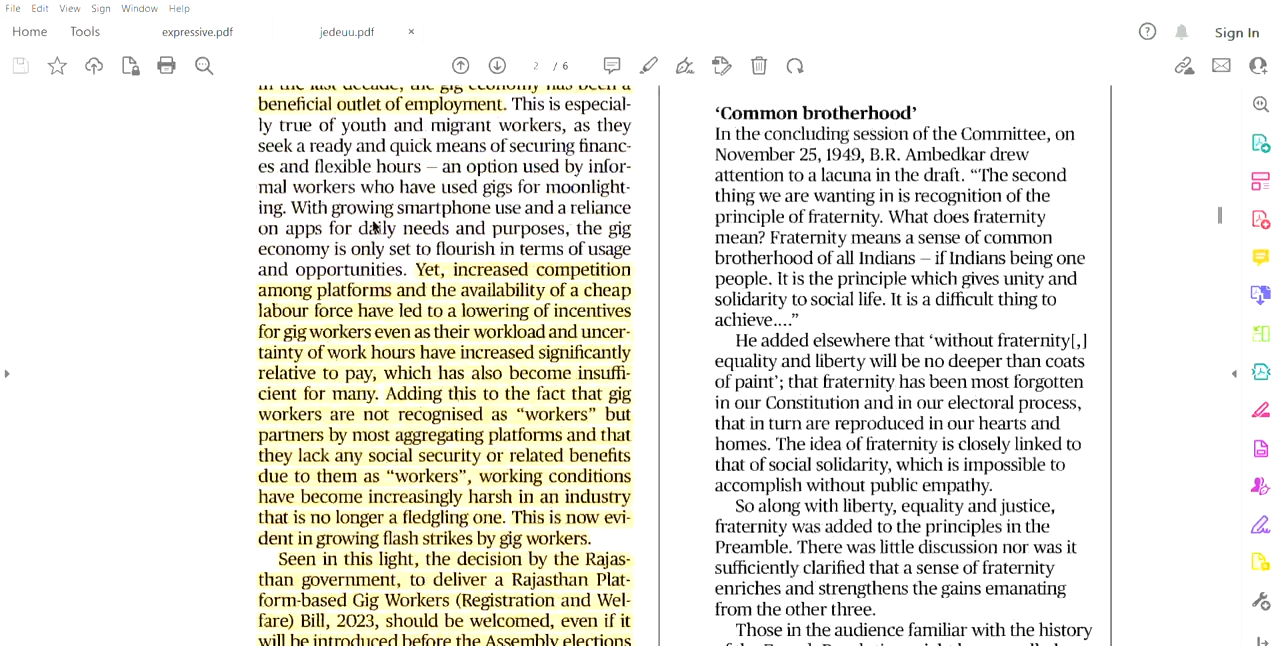 File Edit View Sign Window Help
Home Tools expressive.pdf jedeuu.pdf ×
? Sign In
2 / 6
in the last decade, the gig economy has been a
beneficial outlet of employment. This is especial-
ly true of youth and migrant workers, as they
seek a ready and quick means of securing financ-
es and flexible hours – an option used by infor-
mal workers who have used gigs for moonlight-
ing. With growing smartphone use and a reliance
on apps for daily needs and purposes, the gig
economy is only set to flourish in terms of usage
and opportunities. Yet, increased competition
among platforms and the availability of a cheap
labour force have led to a lowering of incentives
for gig workers even as their workload and uncer-
tainty of work hours have increased significantly
relative to pay, which has also become insuffi-
cient for many. Adding this to the fact that gig
workers are not recognised as “workers” but
partners by most aggregating platforms and that
they lack any social security or related benefits
due to them as “workers”, working conditions
have become increasingly harsh in an industry
that is no longer a fledgling one. This is now evi-
dent in growing flash strikes by gig workers.
Seen in this light, the decision by the Rajas-
than government, to deliver a Rajasthan Plat-
form-based Gig Workers (Registration and Wel-
fare) Bill, 2023, should be welcomed, even if it
will be introduced before the Assembly elections
‘Common brotherhood’
In the concluding session of the Committee, on
November 25, 1949, B.R. Ambedkar drew
attention to a lacuna in the draft. “The second
thing we are wanting in is recognition of the
principle of fraternity. What does fraternity
mean? Fraternity means a sense of common
brotherhood of all Indians – if Indians being one
people. It is the principle which gives unity and
solidarity to social life. It is a difficult thing to
achieve....”
He added elsewhere that ‘without fraternity[,]
equality and liberty will be no deeper than coats
of paint’; that fraternity has been most forgotten
in our Constitution and in our electoral process,
that in turn are reproduced in our hearts and
homes. The idea of fraternity is closely linked to
that of social solidarity, which is impossible to
accomplish without public empathy.
So along with liberty, equality and justice,
fraternity was added to the principles in the
Preamble. There was little discussion nor was it
sufficiently clarified that a sense of fraternity
enriches and strengthens the gains emanating
from the other three.
Those in the audience familiar with the history